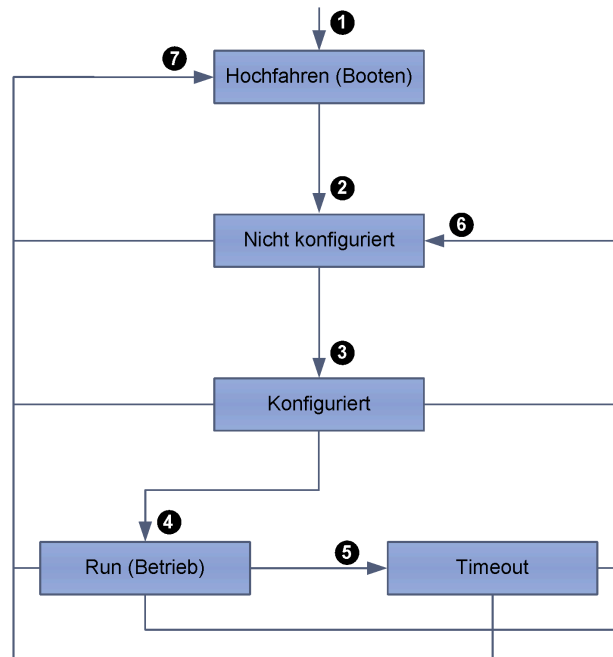 1
7
Hochfahren (Booten)
2
6
Nicht konfiguriert
3
Konfiguriert
4
5
Run (Betrieb)
Timeout